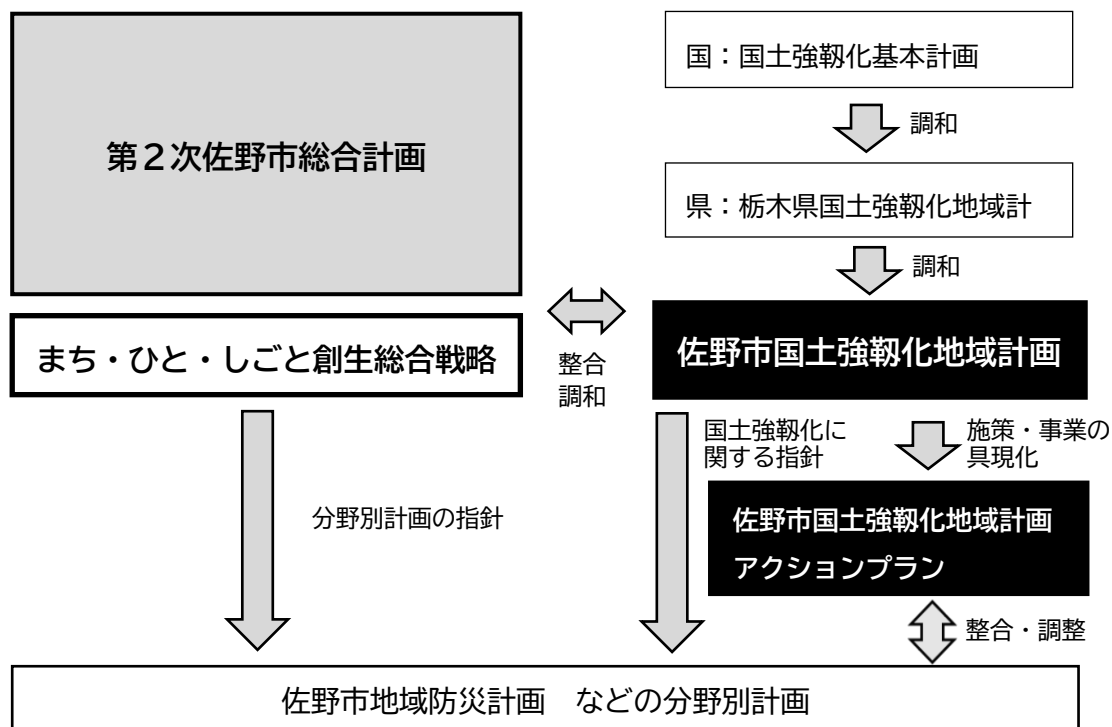 国：国土強靱化基本計画
調和
第２次佐野市総合計画
県：栃木県国土強靱化地域計
調和
まち・ひと・しごと創生総合戦略
整合
調和
佐野市国土強靱化地域計画
国土強靱化に
関する指針
施策・事業の
具現化
分野別計画の指針
佐野市国土強靱化地域計画
アクションプラン
整合・調整
佐野市地域防災計画　などの分野別計画